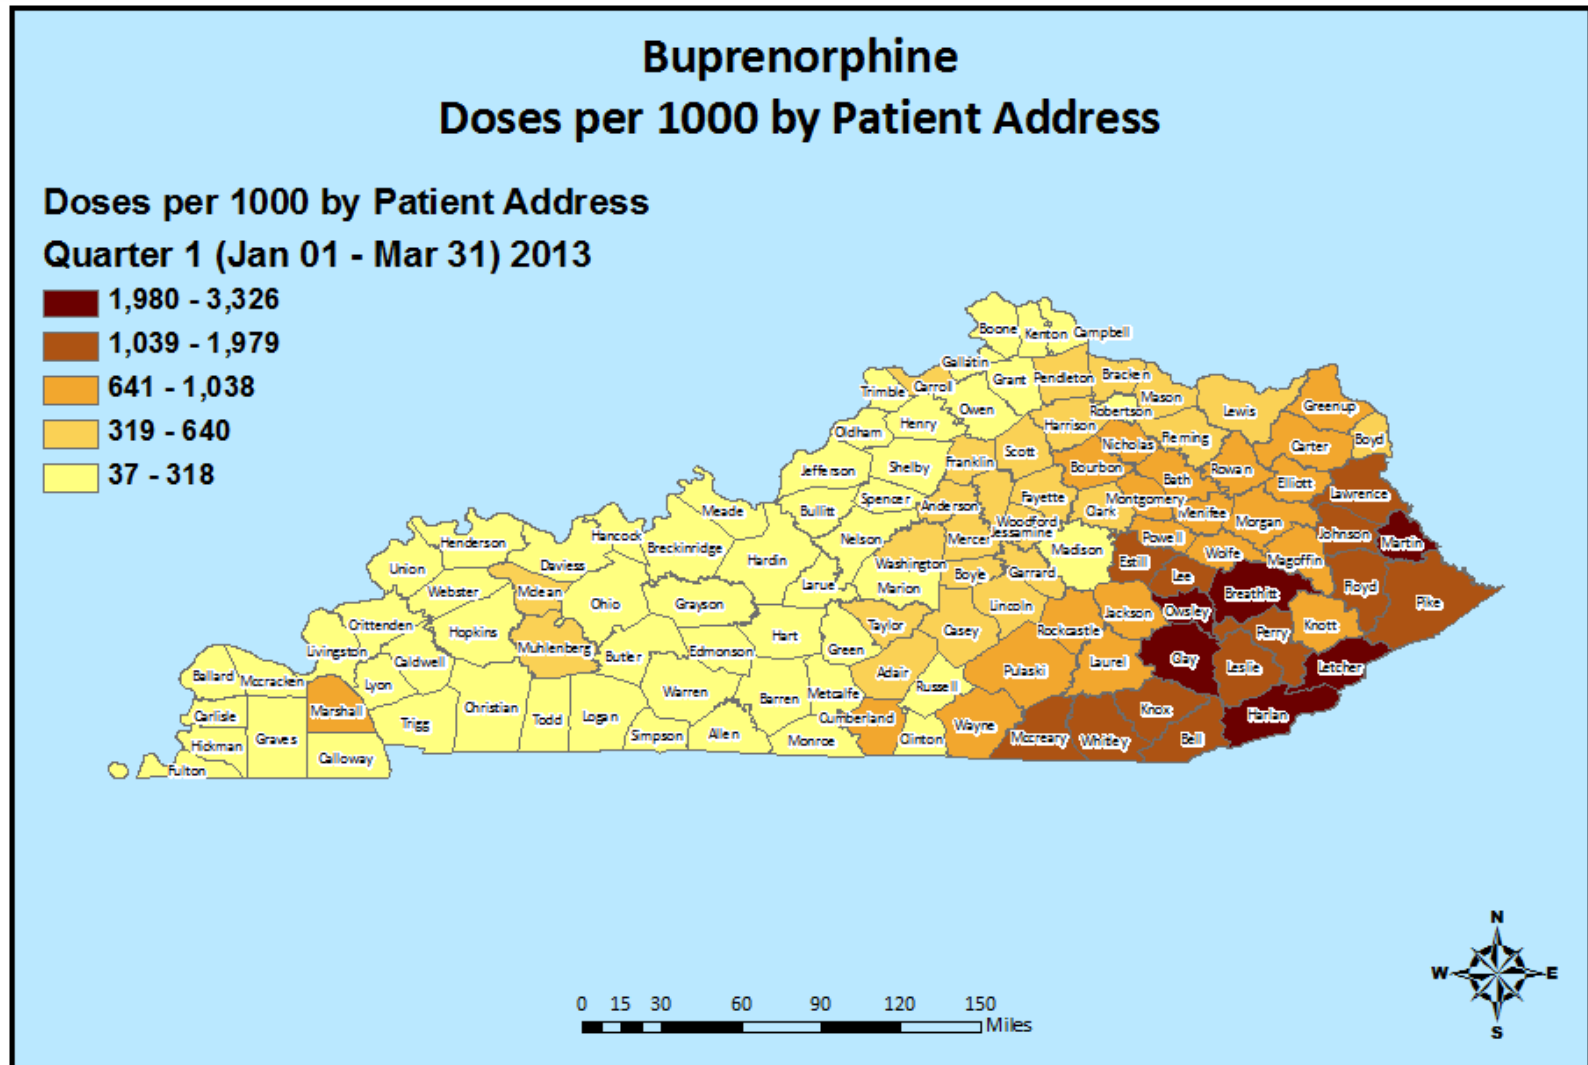 Buprenorphine
Doses per 1000 by Patient Address
Doses per 1000 by Patient Address
Quarter 1 (Jan 01 - Mar 31) 2013
1,980 - 3,326
1,039 - 1,979
641 - 1,038
319 - 640
37 - 318
Boone
Kenton
Campbell
Gallatin
Trimble
Carroll
Grant
Pendleton
Bracken
Mason
Lewis
Greenup
Oldham
Henry
Owen
Harrison
Robertson
Nicholas
Fleming
Carter
Boyd
Jefferson
Shelby
Franklin
Scott
Bourbon
Bath
Rowan
Elliott
Lawrence
Meade
Bullitt
Spencer
Anderson
Fayette
Woodford
Jessamine
Clark
Montgomery
Menifee
Morgan
Johnson
Martin
Henderson
Hancock
Breckinridge
Hardin
Nelson
Washington
Mercer
Madison
Powell
Wolfe
Magoffin
Union
Webster
Daviess
Mclean
Ohio
Grayson
Larue
Marion
Boyle
Garrard
Estill
Lee
Breathitt
Floyd
Pike
Crittenden
Livingston
Hopkins
Muhlenberg
Butler
Edmonson
Hart
Green
Taylor
Casey
Lincoln
Rockcastle
Jackson
Owsley
Perry
Knott
Ballard
Mccracken
Lyon
Caldwell
Warren
Barren
Metcalfe
Adair
Russell
Pulaski
Laurel
Clay
Leslie
Letcher
Carlisle
Graves
Marshall
Trigg
Christian
Todd
Logan
Simpson
Allen
Monroe
Cumberland
Clinton
Wayne
Mccreary
Whitley
Knox
Bell
Harlan
Hickman
Fulton
Calloway
N
W
E
S
0 15 30 60 90 120 150
Miles